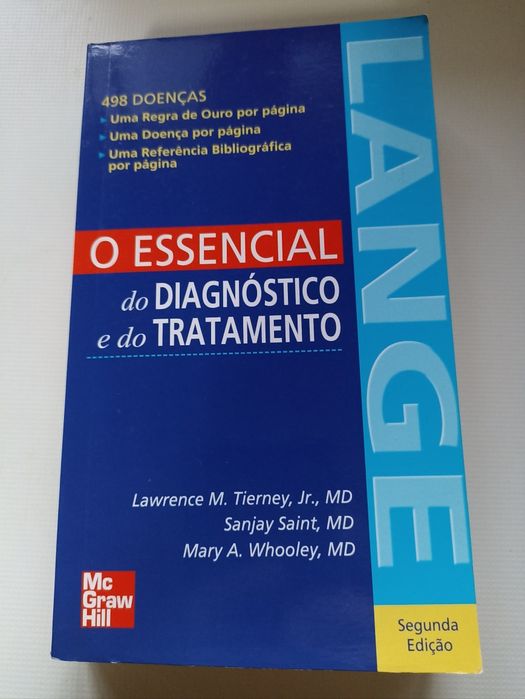 498 DOENÇAS
Uma Regra de Ouro por página
Uma Doença por página
Uma Referência Bibliográfica
por página
O ESSENCIAL
do DIAGNÓSTICO
e do TRATAMENTO
Lawrence M. Tierney, Jr., MD
Sanjay Saint, MD
Mary A. Whooley, MD
Mc
Graw
Hill
LANGE
Segunda
Edição